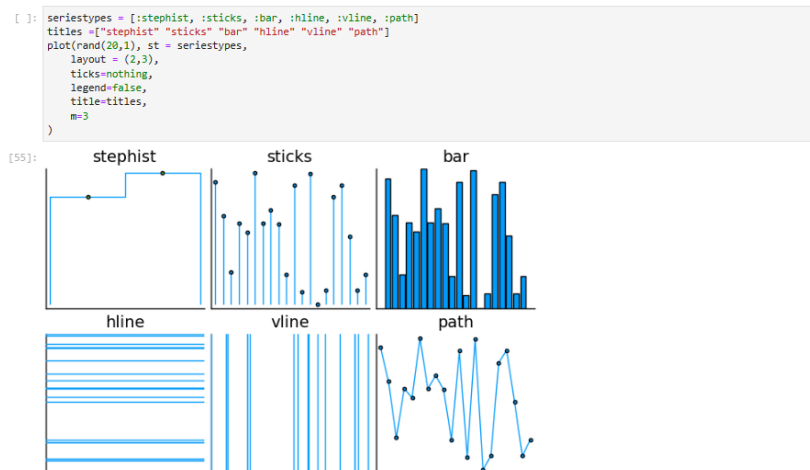 [ ]: seriestypes = [:stephist, :sticks, :bar, :hline, :vline, :path]
titles =["stephist" "sticks" "bar" "hline" "vline" "path"]
plot(rand(20,1), st = seriestypes,
    layout = (2,3),
    ticks=nothing,
    legend=false,
    title=titles,
    m=3
)
[55]:
stephist sticks bar
hline vline path